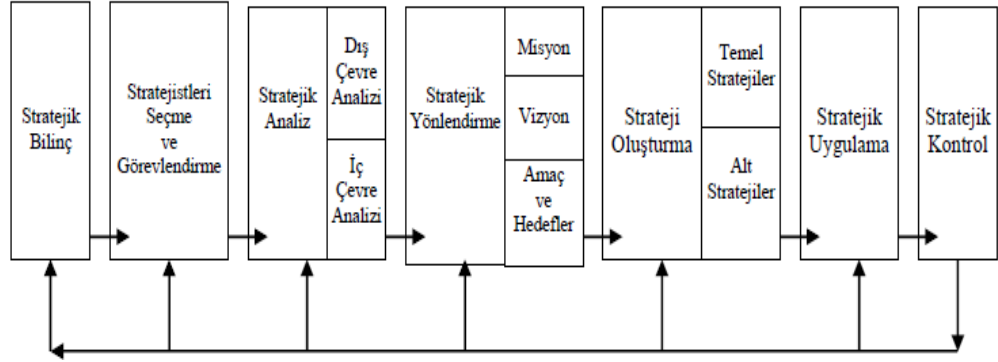 Stratejik
Bilinç
Stratejistleri
Seçme
ve
Görevlendirme
Stratejik
Analiz
Dış
Çevre
Analizi
İç
Çevre
Analizi
Stratejik
Yönlendirme
Misyon
Vizyon
Amaç
ve
Hedefler
Strateji
Oluşturma
Temel
Stratejiler
Alt
Stratejiler
Stratejik
Uygulama
Stratejik
Kontrol